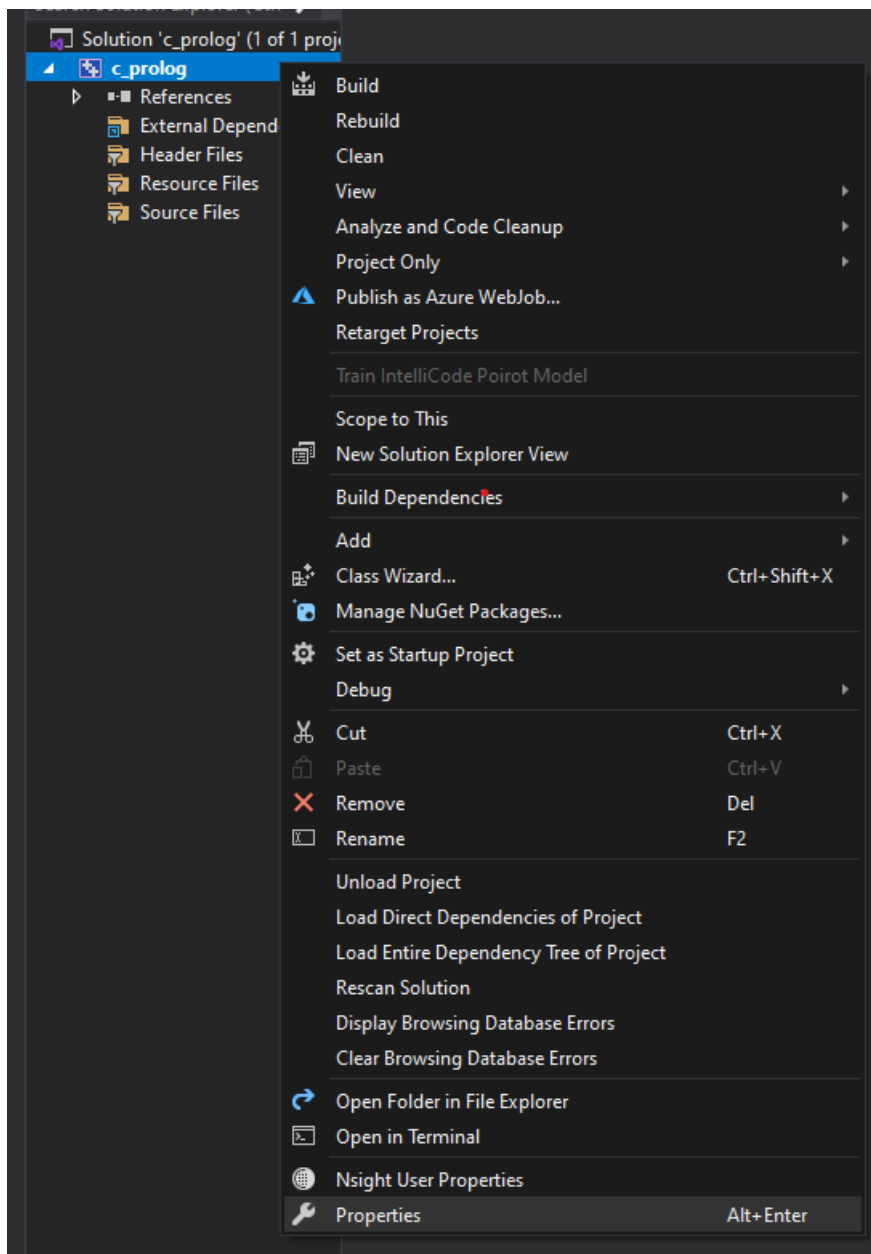 Solution 'c_prolog' (1 of 1 proj
c_prolog
References
External Depend
Header Files
Resource Files
Source Files
Build
Rebuild
Clean
View
Analyze and Code Cleanup
Project Only
Publish as Azure WebJob...
Retarget Projects
Train IntelliCode Poirot Model
Scope to This
New Solution Explorer View
Build Dependencies
Add
Class Wizard... Ctrl+Shift+X
Manage NuGet Packages...
Set as Startup Project
Debug
Cut Ctrl+X
Paste Ctrl+V
Remove Del
Rename F2
Unload Project
Load Direct Dependencies of Project
Load Entire Dependency Tree of Project
Rescan Solution
Display Browsing Database Errors
Clear Browsing Database Errors
Open Folder in File Explorer
Open in Terminal
Nsight User Properties
Properties Alt+Enter